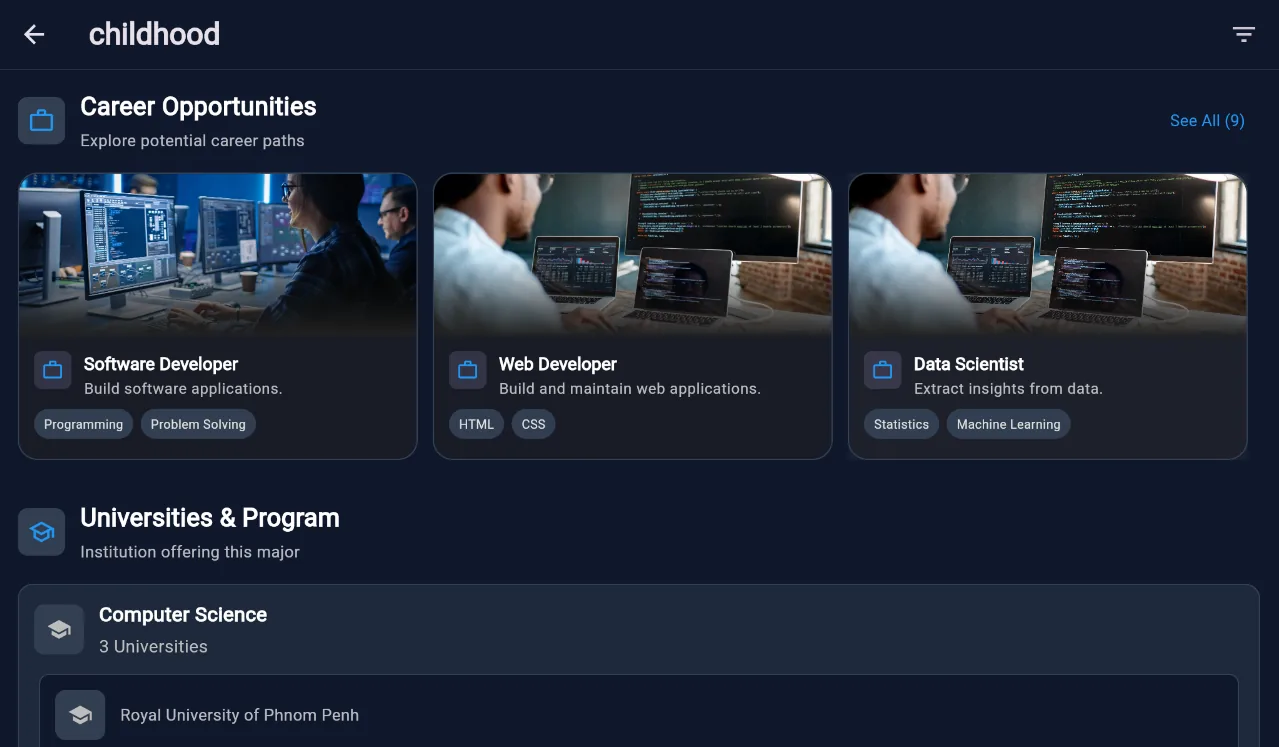 childhood
Career Opportunities
Explore potential career paths
See All (9)
Software Developer
Build software applications.
Programming
Problem Solving
Web Developer
Build and maintain web applications.
HTML
CSS
Data Scientist
Extract insights from data.
Statistics
Machine Learning
Universities & Program
Institution offering this major
Computer Science
3 Universities
Royal University of Phnom Penh